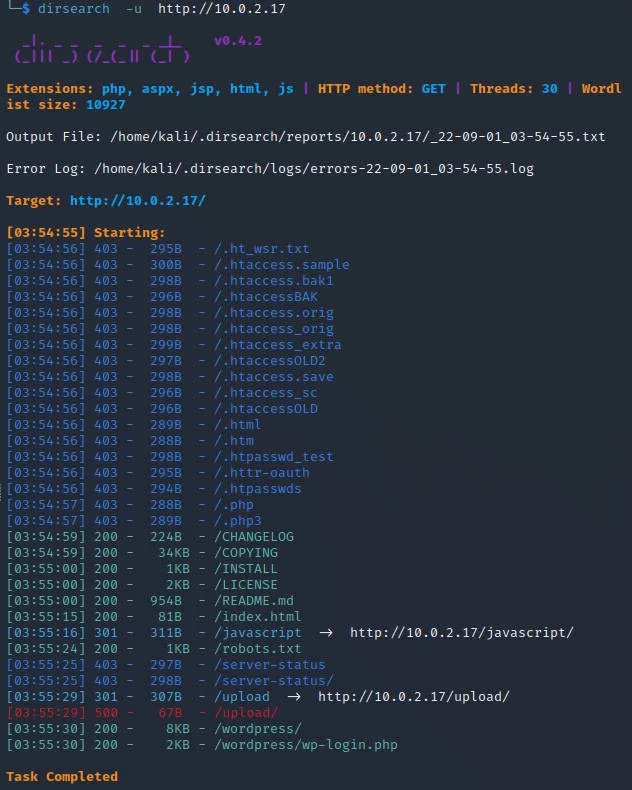 └─$ dirsearch -u http://10.0.2.17
_|. _ _ _ _ _ _|_ v0.4.2
(_||| _) (/_(_|| (_| )
Extensions: php, aspx, jsp, html, js | HTTP method: GET | Threads: 30 | Wordl
ist size: 10927
Output File: /home/kali/.dirsearch/reports/10.0.2.17/_22-09-01_03-54-55.txt
Error Log: /home/kali/.dirsearch/logs/errors-22-09-01_03-54-55.log
Target: http://10.0.2.17/
[03:54:55] Starting:
[03:54:56] 403 - 295B - /.ht_wsr.txt
[03:54:56] 403 - 300B - /.htaccess.sample
[03:54:56] 403 - 298B - /.htaccess.bak1
[03:54:56] 403 - 296B - /.htaccessBAK
[03:54:56] 403 - 298B - /.htaccess.orig
[03:54:56] 403 - 298B - /.htaccess_orig
[03:54:56] 403 - 299B - /.htaccess_extra
[03:54:56] 403 - 297B - /.htaccessOLD2
[03:54:56] 403 - 298B - /.htaccess.save
[03:54:56] 403 - 296B - /.htaccess_sc
[03:54:56] 403 - 296B - /.htaccessOLD
[03:54:56] 403 - 289B - /.html
[03:54:56] 403 - 288B - /.htm
[03:54:56] 403 - 298B - /.htpasswd_test
[03:54:56] 403 - 295B - /.httr-oauth
[03:54:56] 403 - 294B - /.htpasswds
[03:54:57] 403 - 288B - /.php
[03:54:57] 403 - 289B - /.php3
[03:54:59] 200 - 224B - /CHANGELOG
[03:54:59] 200 - 34KB - /COPYING
[03:55:00] 200 - 1KB - /INSTALL
[03:55:00] 200 - 2KB - /LICENSE
[03:55:00] 200 - 954B - /README.md
[03:55:15] 200 - 81B - /index.html
[03:55:16] 301 - 311B - /javascript → http://10.0.2.17/javascript/
[03:55:24] 200 - 1KB - /robots.txt
[03:55:25] 403 - 297B - /server-status
[03:55:25] 403 - 298B - /server-status/
[03:55:29] 301 - 307B - /upload → http://10.0.2.17/upload/
[03:55:29] 500 - 67B - /upload/
[03:55:30] 200 - 8KB - /wordpress/
[03:55:30] 200 - 2KB - /wordpress/wp-login.php
Task Completed